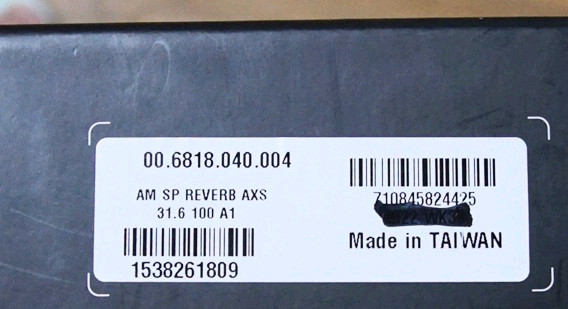 00.6818.040.004
AM SP REVERB AXS
31.6 100 A1
1538261809
710845824425
Made in TAIWAN